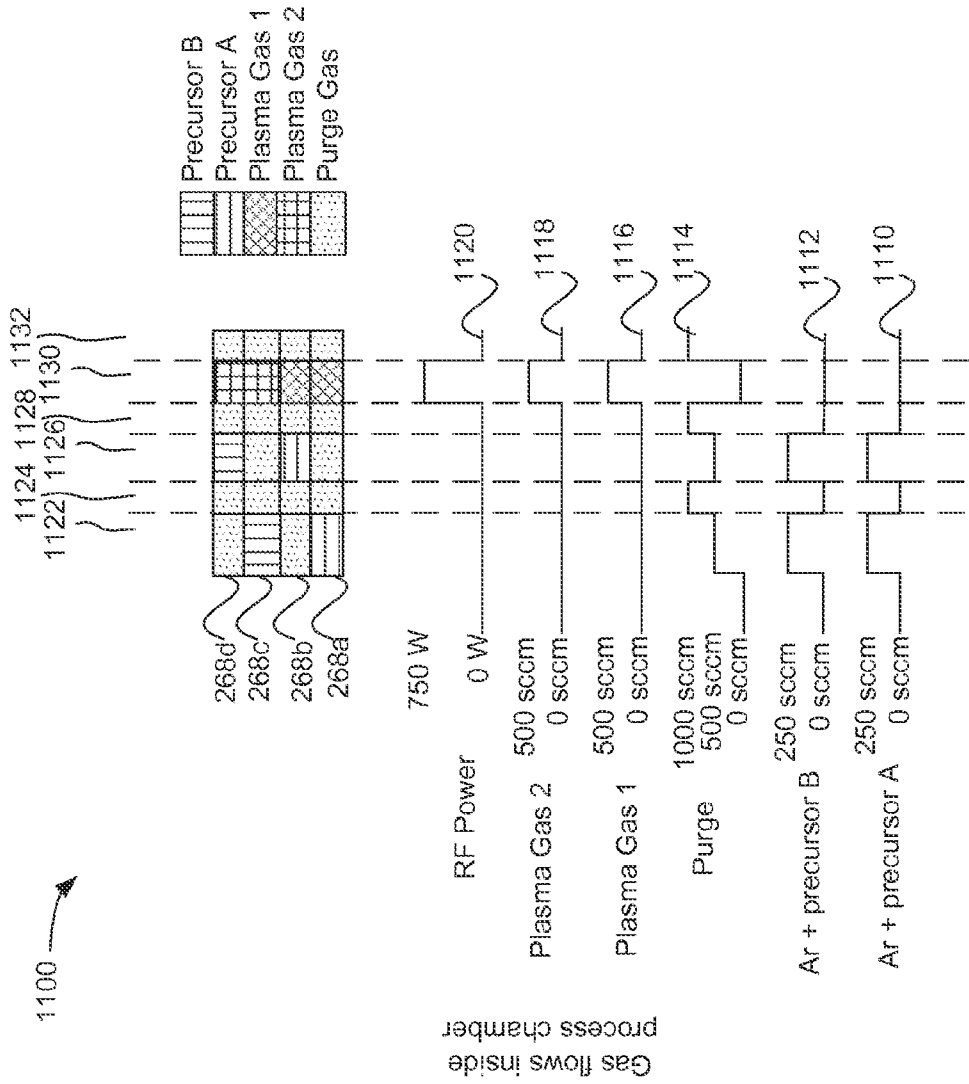 1100
Precursor B
Precursor A
Plasma Gas 1
Plasma Gas 2
Purge Gas
1122
1124
1126
1128
1130
1132
268d
268c
268b
268a
RF Power
750 W
0 W
1120
Plasma Gas 2
500 sccm
0 sccm
1118
Plasma Gas 1
500 sccm
0 sccm
1116
Purge
1000 sccm
500 sccm
0 sccm
1114
Ar + precursor B
250 sccm
0 sccm
1112
Ar + precursor A
250 sccm
0 sccm
1110
Gas flows inside
process chamber